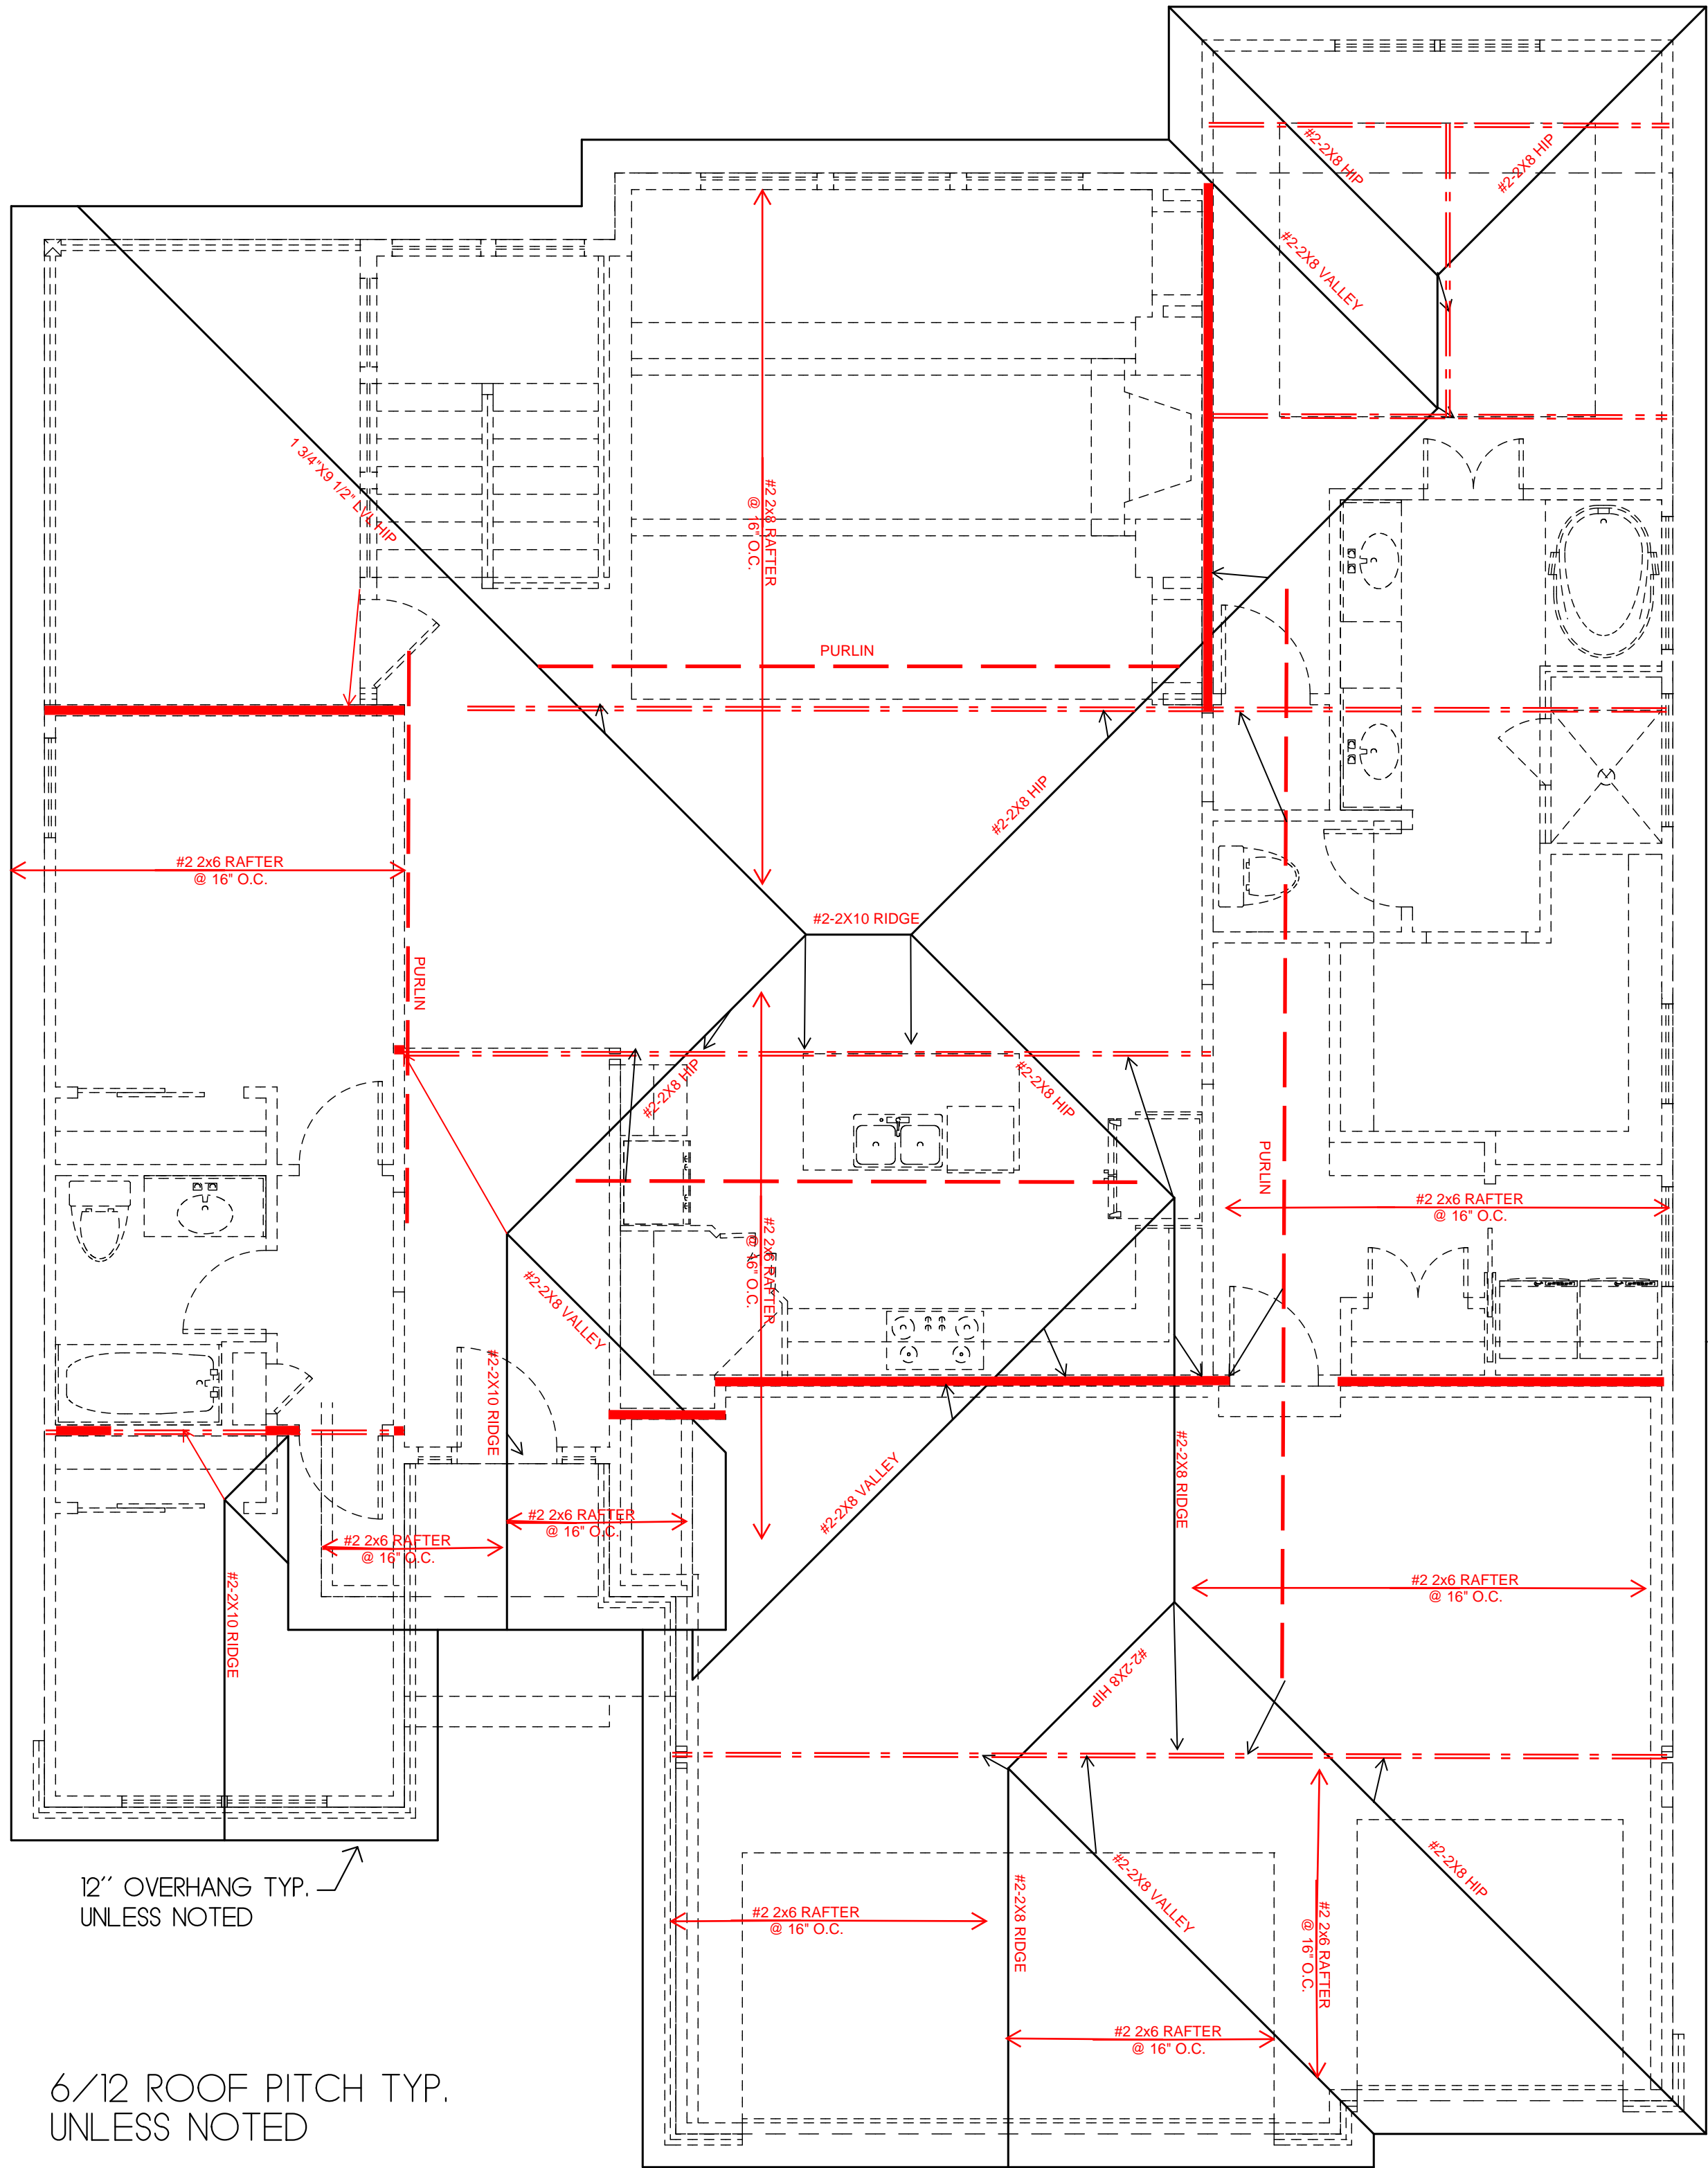 #2-2X8 HIP
#2-2X8 HIP
#2-2X8 VALLEY
1 3/4"X9 1/2" LVL HIP
#2 2x8 RAFTER
@ 16" O.C.
PURLIN
#2-2X8 HIP
#2 2x6 RAFTER
@ 16" O.C.
#2-2X10 RIDGE
PURLIN
#2-2X8 HIP
#2-2X8 HIP
PURLIN
#2 2x6 RAFTER
@ 16" O.C.
#2 2x6 RAFTER
@ 16" O.C.
#2-2X8 VALLEY
#2-2X10 RIDGE
#2-2X8 VALLEY
#2-2X8 RIDGE
#2 2x6 RAFTER
@ 16" O.C.
#2 2x6 RAFTER
@ 16" O.C.
#2 2x6 RAFTER
@ 16" O.C.
#2-2X10 RIDGE
#2-2X8 HIP
12" OVERHANG TYP.
UNLESS NOTED
#2 2x6 RAFTER
@ 16" O.C.
#2-2X8 RIDGE
#2-2X8 VALLEY
#2 2x6 RAFTER
@ 16" O.C.
#2-2X8 HIP
#2 2x6 RAFTER
@ 16" O.C.
6/12 ROOF PITCH TYP.
UNLESS NOTED